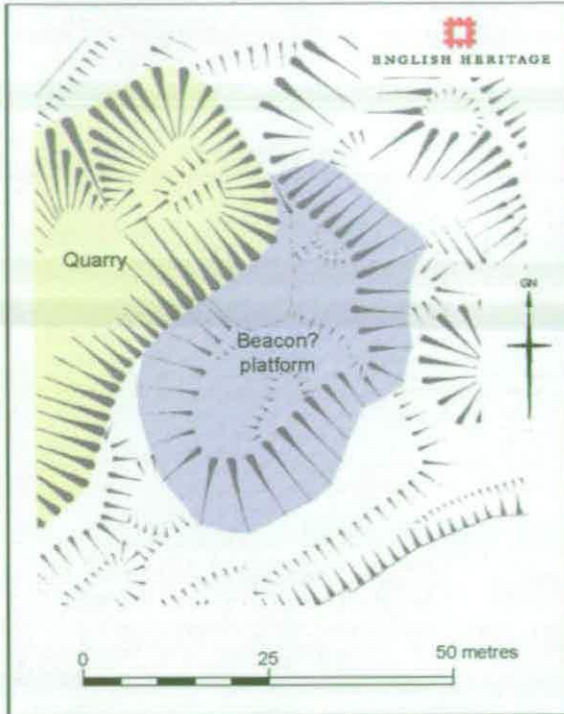 ENGLISH HERITAGE
Quarry
Beacon?
platform
GN
0 25 50 metres